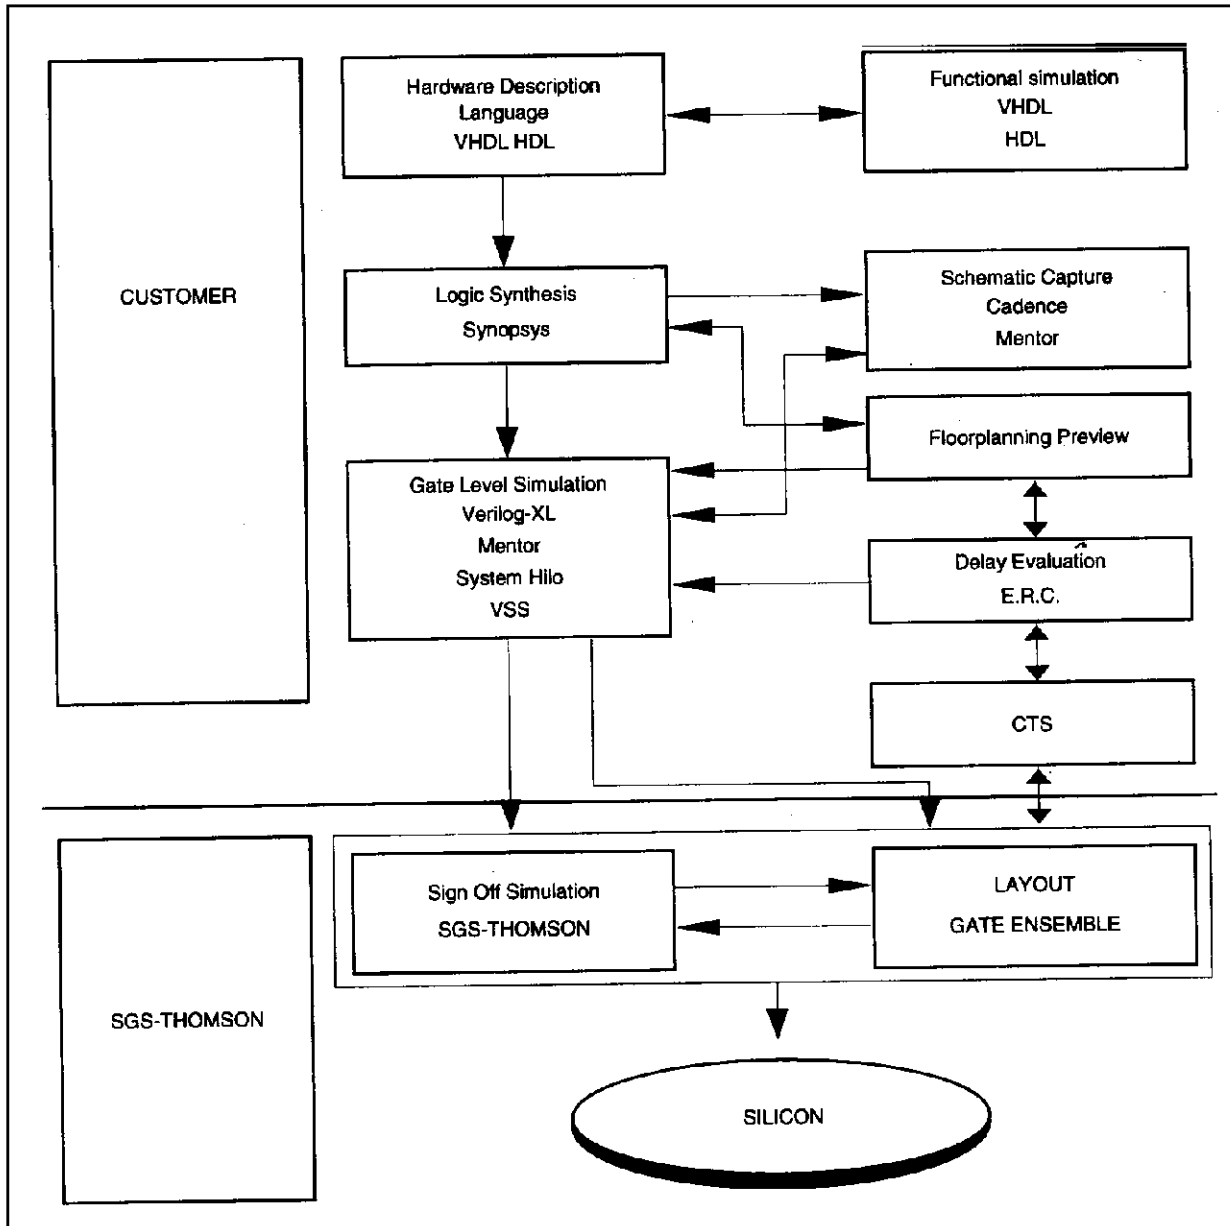 Hardware Description
Language
VHDL HDL
Functional simulation
VHDL
HDL
CUSTOMER
Logic Synthesis
Synopsys
Schematic Capture
Cadence
Mentor
Floorplanning Preview
Gate Level Simulation
Verilog-XL
Mentor
System Hilo
VSS
Delay Evaluation
E.R.C.
CTS
SGS-THOMSON
Sign Off Simulation
SGS-THOMSON
LAYOUT
GATE ENSEMBLE
SILICON